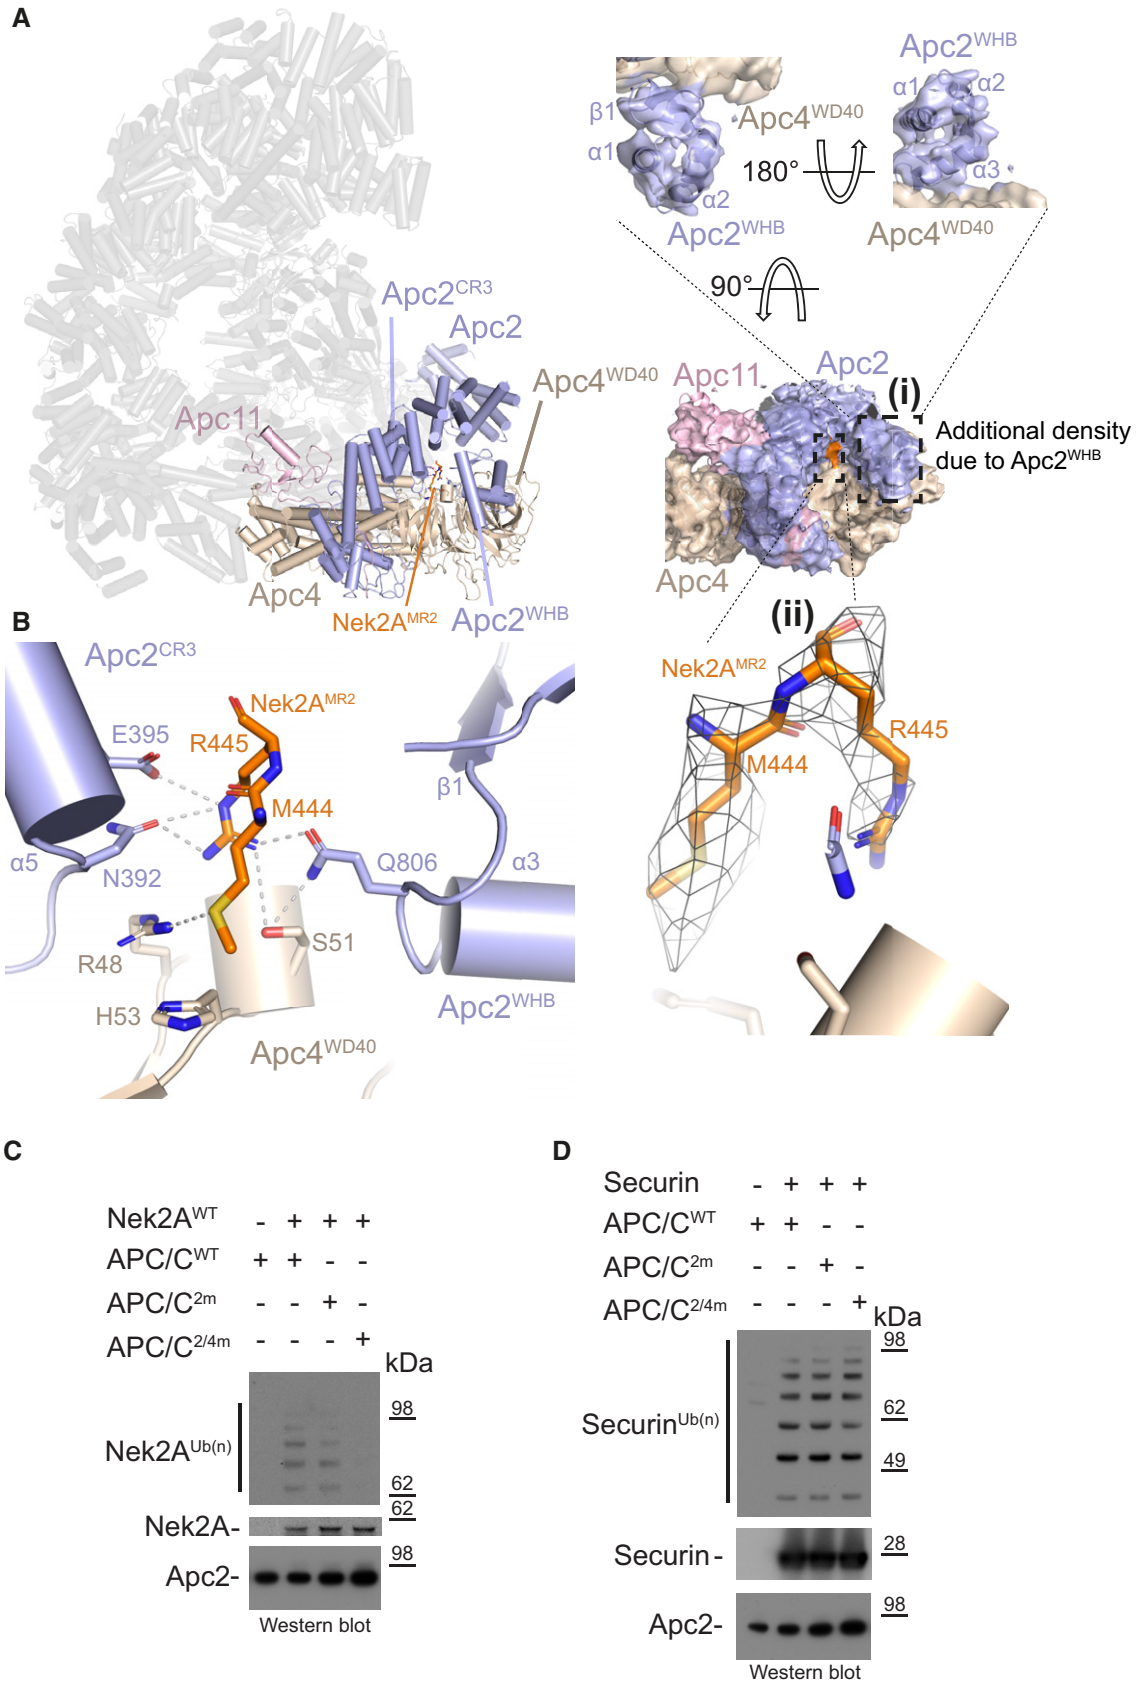 A
Apc2WHB
α1
α2
β1
Apc4WD40
α1
180°
α3
α2
Apc2WHB
Apc4WD40
90°
Apc2CR3
Apc2
Apc4WD40
Apc11
Apc11
Apc2
(i)
Additional density
due to Apc2WHB
Apc4
Apc4
Nek2AMR2
Apc2WHB
(ii)
B
Apc2CR3
Nek2AMR2
Nek2AMR2
E395
R445
R445
M444
M444
β1
α5
N392
Q806
α3
R48
S51
H53
Apc2WHB
Apc4WD40
C
D
Securin - + + +
APC/CWT + + - -
APC/C2m - - + -
APC/C2/4m - - - +
kDa
98
SecurinUb(n)
62
49
Securin-
28
98
Apc2-
Western blot
Nek2AWT - + + +
APC/CWT + + - -
APC/C2m - - + -
APC/C2/4m - - - +
kDa
98
Nek2AUb(n)
62
62
Nek2A-
98
Apc2-
Western blot